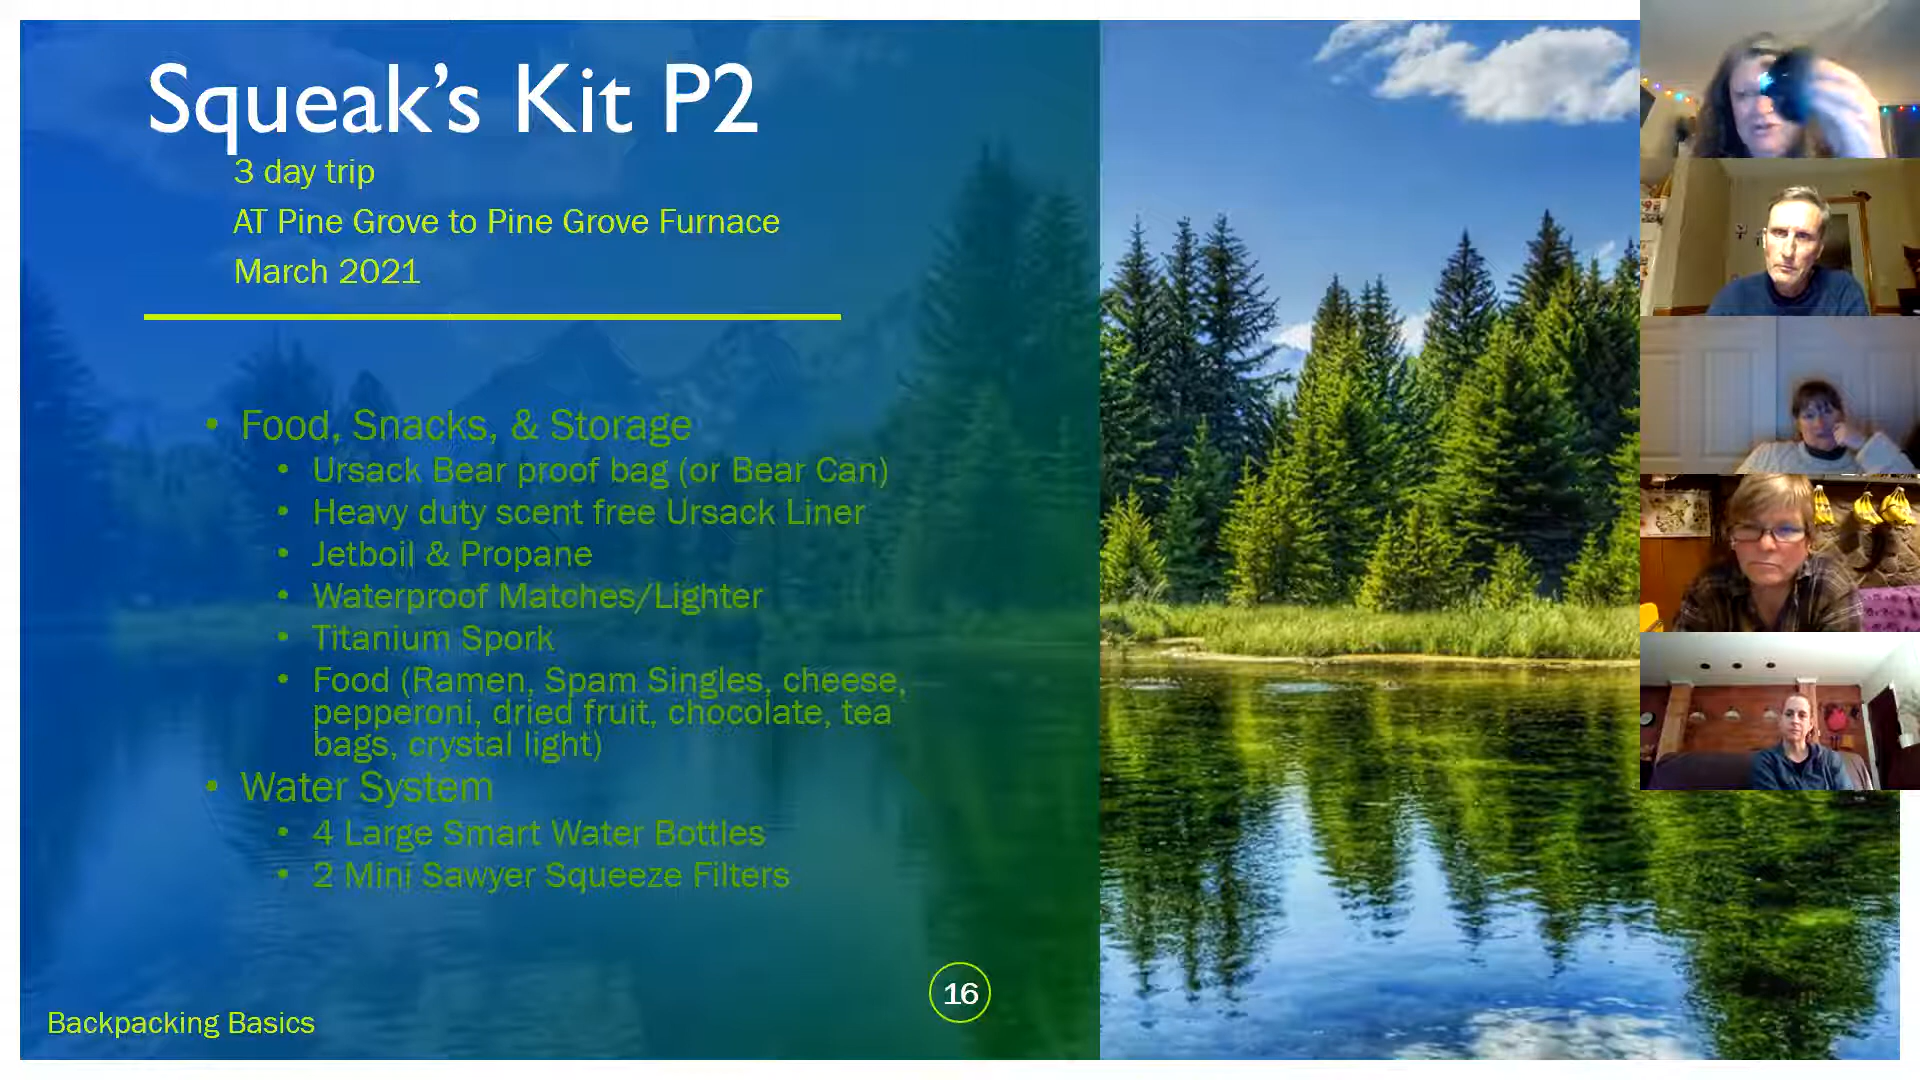 Squeak's Kit P2
3 day trip
AT Pine Grove to Pine Grove Furnace
March 2021
• Food, Snacks, & Storage
• Ursack Bear proof bag (or Bear Can)
• Heavy duty scent free Ursack Liner
• Jetboil & Propane
• Waterproof Matches/Lighter
• Titanium Spork
• Food (Ramen, Spam Singles, cheese,
pepperoni, dried fruit, chocolate, tea
bags, crystal light)
• Water System
• 4 Large Smart Water Bottles
• 2 Mini Sawyer Squeeze Filters
16
Backpacking Basics